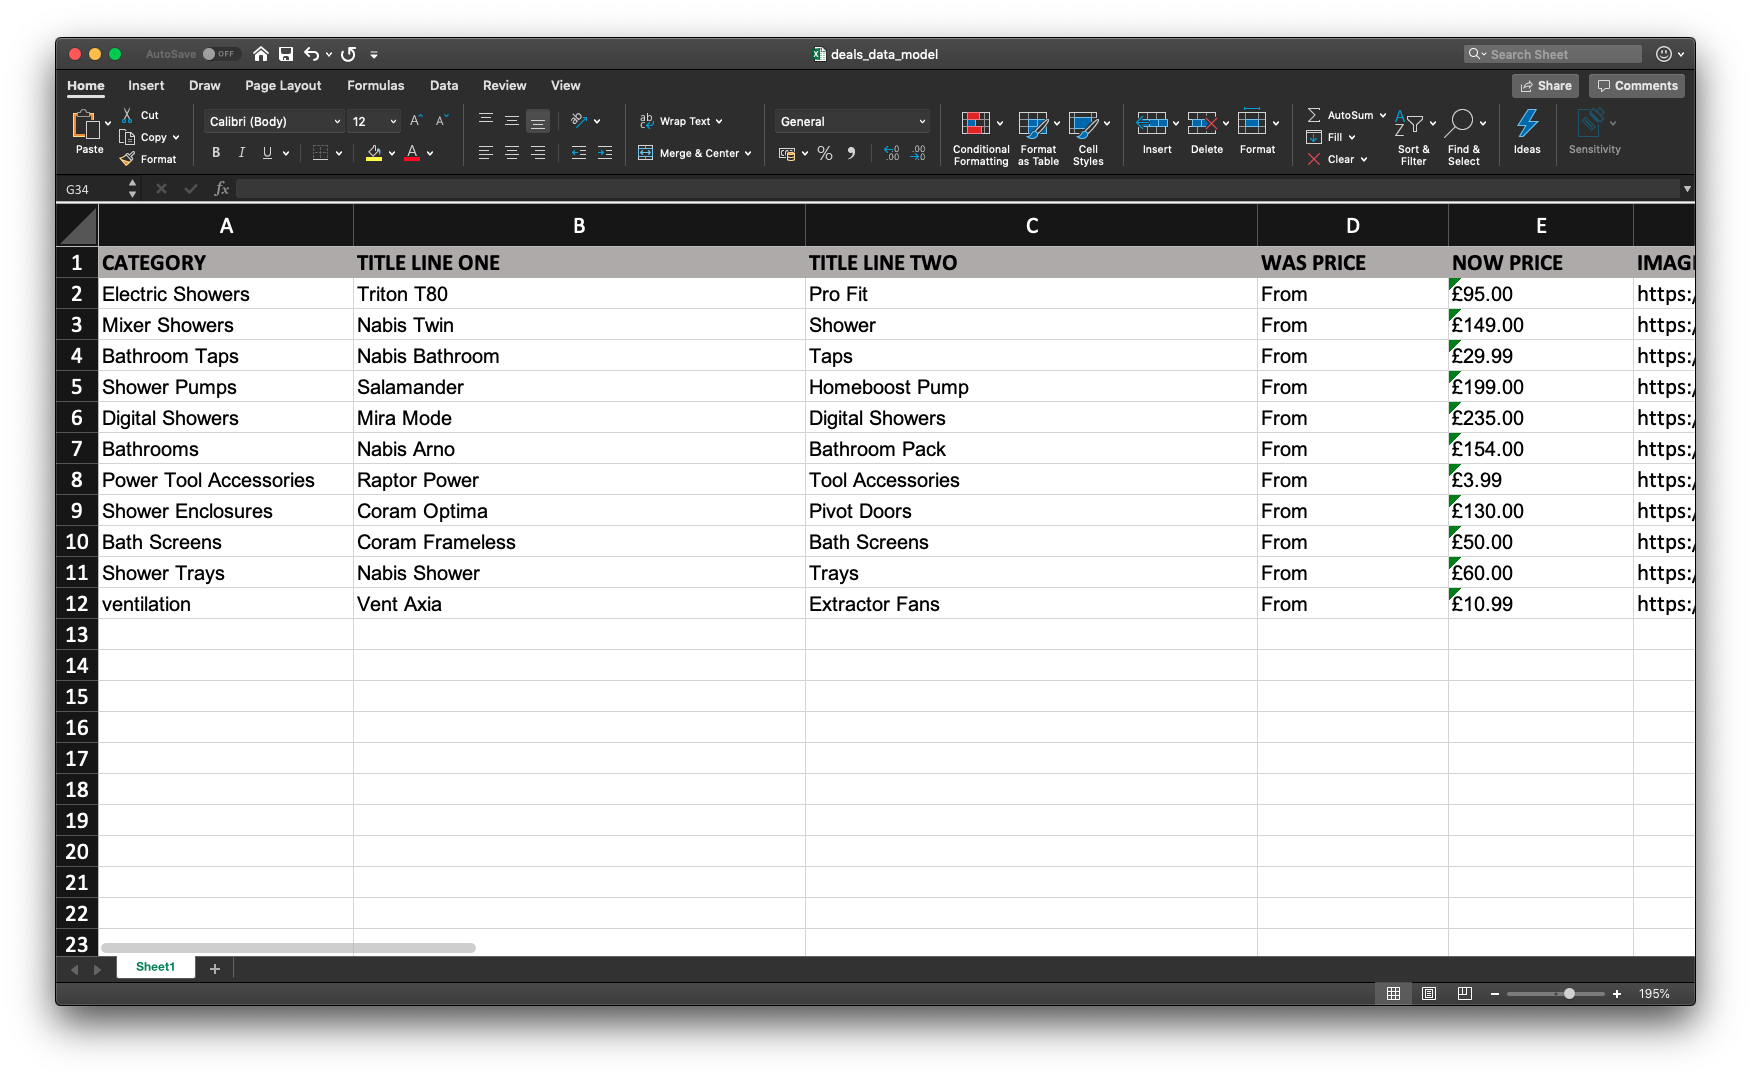 AutoSave OFF deals_data_model Search Sheet
Home Insert Draw Page Layout Formulas Data Review View Share Comments
Paste Cut Copy Format
Calibri (Body) 12
B I U A
Wrap Text
Merge & Center
General
% .00 .00
Conditional Formatting
Format as Table
Cell Styles
Insert Delete Format
AutoSum
Fill
Clear
Sort & Filter
Find & Select
Ideas
Sensitivity
G34 fx
A B C D E
1 CATEGORY TITLE LINE ONE TITLE LINE TWO WAS PRICE NOW PRICE IMAG
2 Electric Showers Triton T80 Pro Fit From £95.00 https:/
3 Mixer Showers Nabis Twin Shower From £149.00 https:/
4 Bathroom Taps Nabis Bathroom Taps From £29.99 https:/
5 Shower Pumps Salamander Homeboost Pump From £199.00 https:/
6 Digital Showers Mira Mode Digital Showers From £235.00 https:/
7 Bathrooms Nabis Arno Bathroom Pack From £154.00 https:/
8 Power Tool Accessories Raptor Power Tool Accessories From £3.99 https:/
9 Shower Enclosures Coram Optima Pivot Doors From £130.00 https:/
10 Bath Screens Coram Frameless Bath Screens From £50.00 https:/
11 Shower Trays Nabis Shower Trays From £60.00 https:/
12 ventilation Vent Axia Extractor Fans From £10.99 https:/
13
14
15
16
17
18
19
20
21
22
23
Sheet1 +
195%